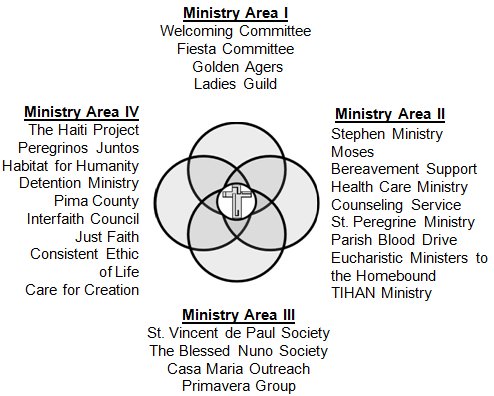 Ministry Area I
Welcoming Committee
Fiesta Committee
Golden Agers
Ladies Guild
Ministry Area IV
The Haiti Project
Peregrinos Juntos
Habitat for Humanity
Detention Ministry
Pima County
Interfaith Council
Just Faith
Consistent Ethic
of Life
Care for Creation
Ministry Area II
Stephen Ministry
Moses
Bereavement Support
Health Care Ministry
Counseling Service
St. Peregrine Ministry
Parish Blood Drive
Eucharistic Ministers to
the Homebound
TIHAN Ministry
Ministry Area III
St. Vincent de Paul Society
The Blessed Nuno Society
Casa Maria Outreach
Primavera Group